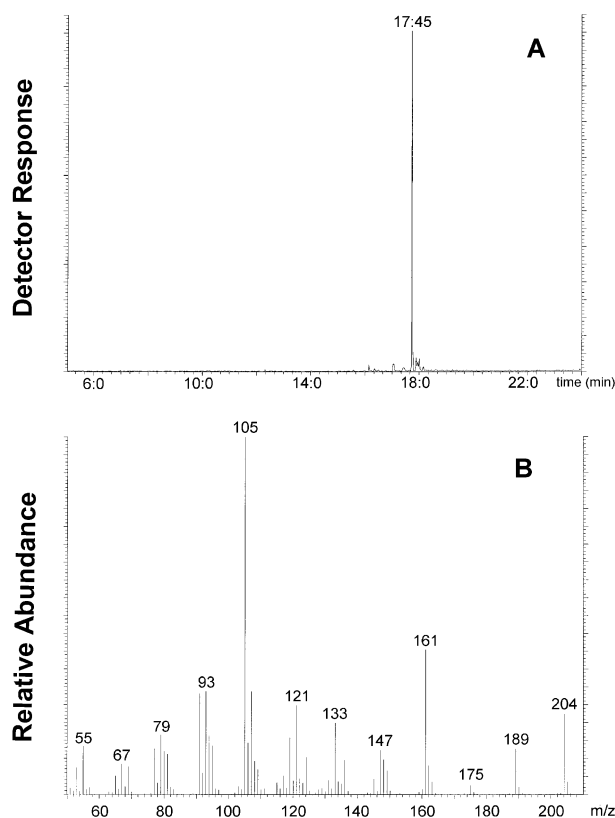 17:45
A
Detector Response
6:0 10:0 14:0 18:0 22:0 time (min)
105
B
Relative Abundance
161
93
204
121
133
79
55
147
189
67
175
60 80 100 120 140 160 180 200 m/z